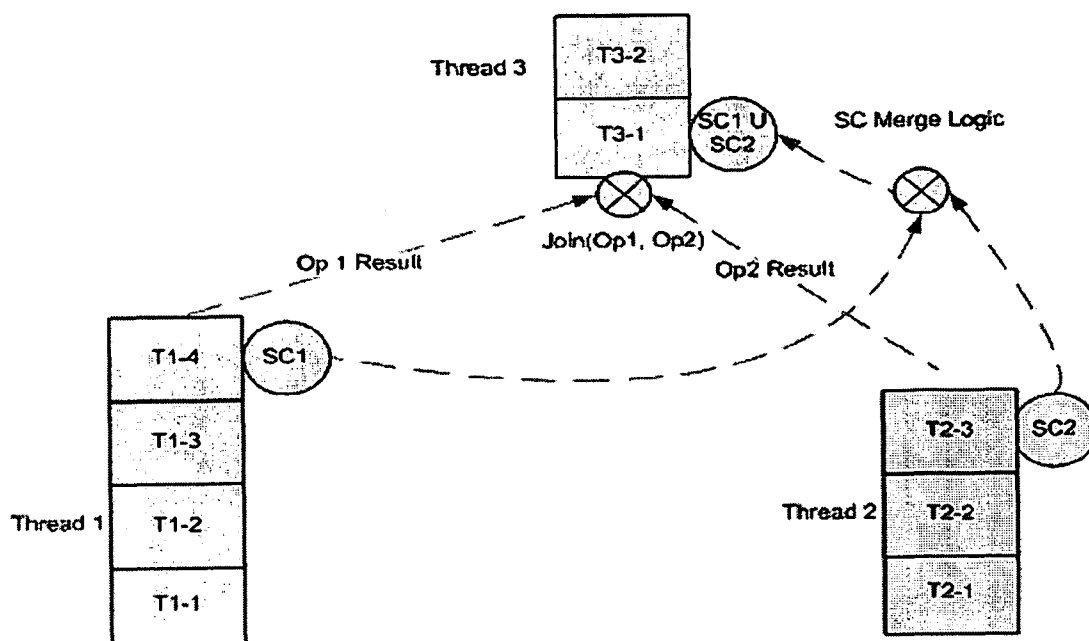 Thread 3
T3-2
T3-1
SC1 U
SC2
SC Merge Logic
Join(Op1, Op2)
Op 1 Result
Op2 Result
T1-4
SC1
T1-3
Thread 1
T1-2
T1-1
T2-3
SC2
Thread 2
T2-2
T2-1